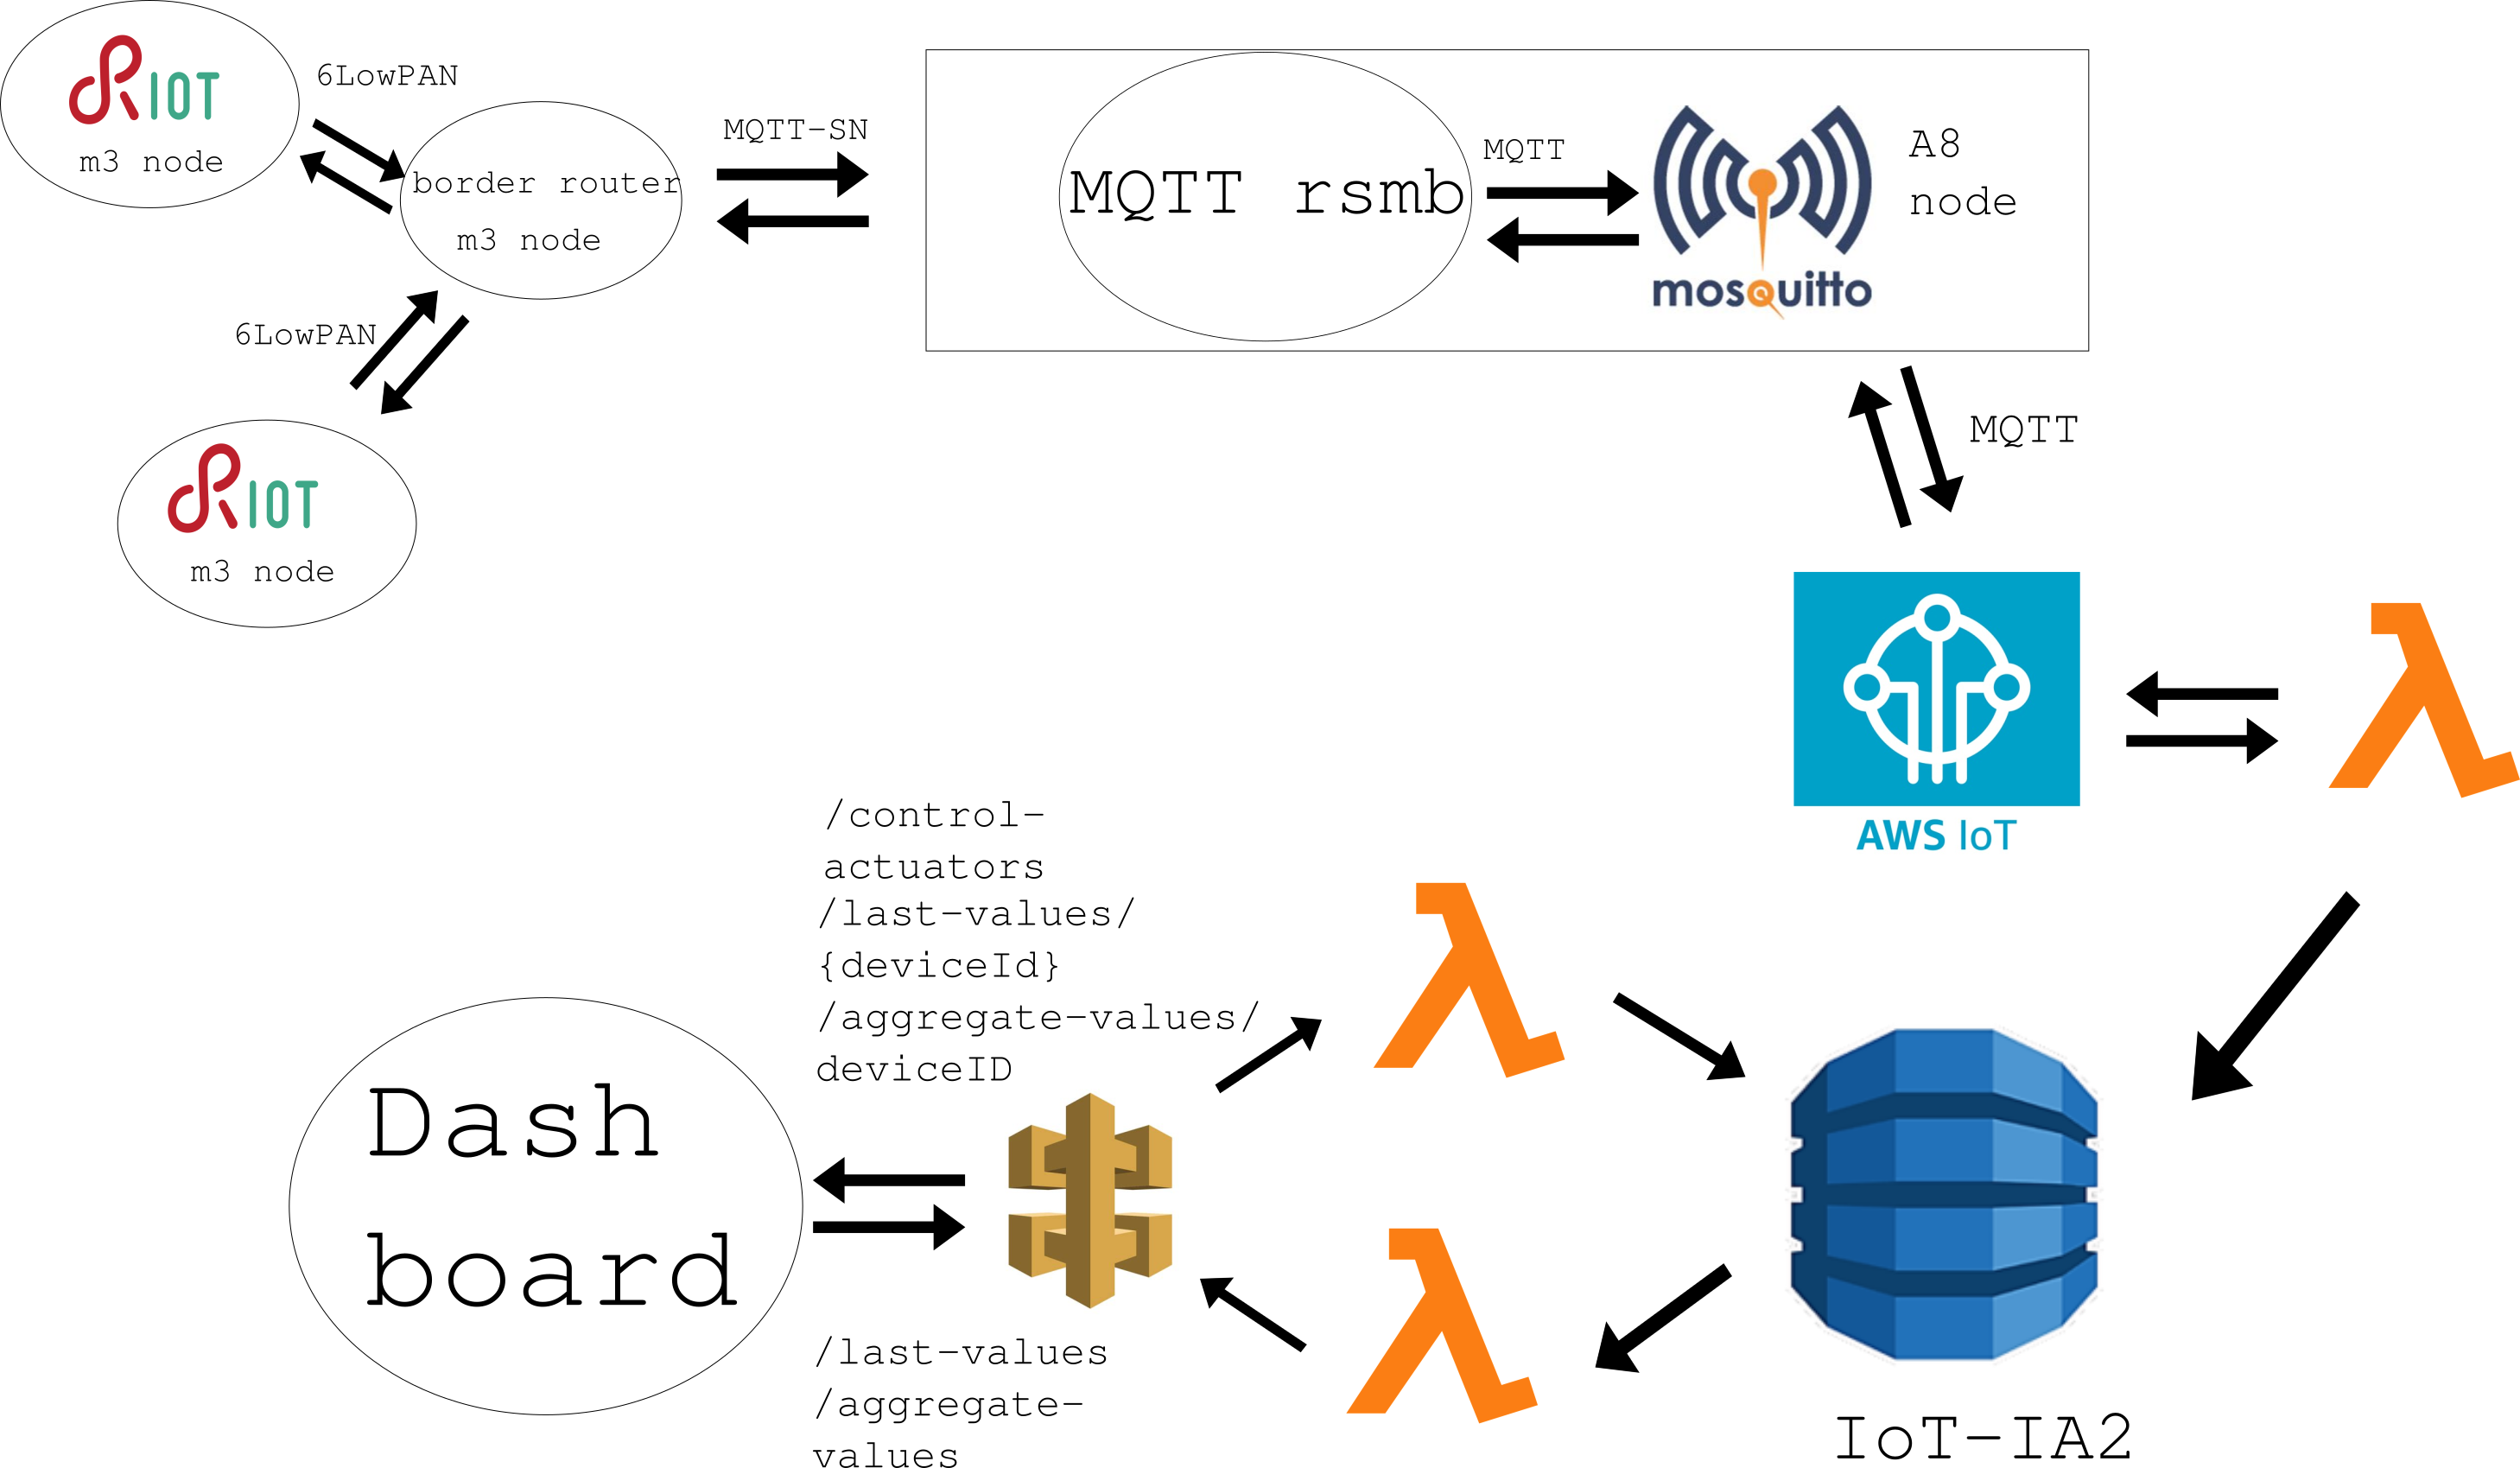 RIOT
m3 node
6LowPAN
border router
m3 node
MQTT-SN
MQTT rsmb
MQTT
mosquitto
A8
node
6LowPAN
RIOT
m3 node
MQTT
AWS IoT
/control-
actuators
/last-values/
{deviceId}
/aggregate-values/
deviceID
Dash
board
/last-values
/aggregate-
values
IoT-IA2